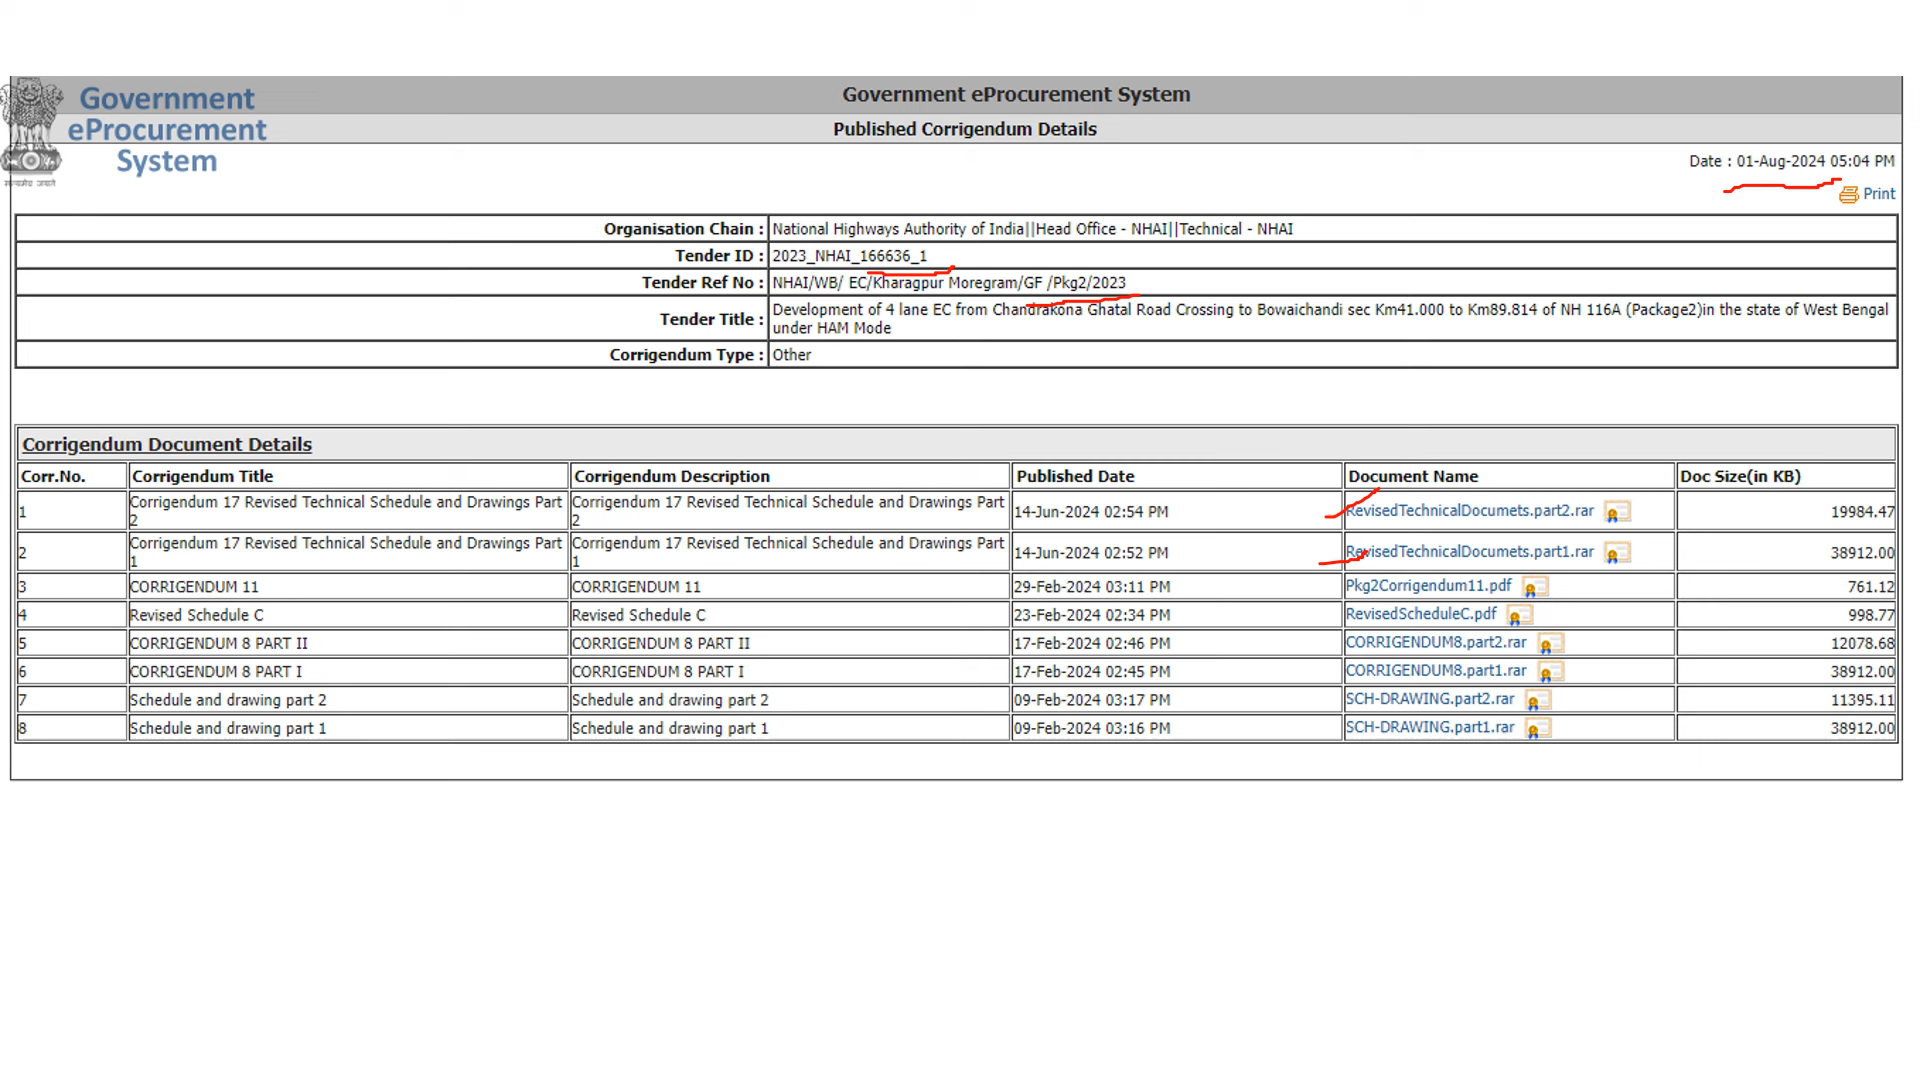 Government
eProcurement
System
सत्यमेव जयते
Government eProcurement System
Published Corrigendum Details
Date : 01-Aug-2024 05:04 PM
Print
Organisation Chain : National Highways Authority of India||Head Office - NHAI||Technical - NHAI
Tender ID : 2023_NHAI_166636_1
Tender Ref No : NHAI/WB/ EC/Kharagpur Moregram/GF /Pkg2/2023
Tender Title : Development of 4 lane EC from Chandrakona Ghatal Road Crossing to Bowaichandi sec Km41.000 to Km89.814 of NH 116A (Package2)in the state of West Bengal
under HAM Mode
Corrigendum Type : Other
Corrigendum Document Details
Corr.No. Corrigendum Title Corrigendum Description Published Date Document Name Doc Size(in KB)
1 Corrigendum 17 Revised Technical Schedule and Drawings Part 2 Corrigendum 17 Revised Technical Schedule and Drawings Part 2 14-Jun-2024 02:54 PM RevisedTechnicalDocumets.part2.rar 19984.47
2 Corrigendum 17 Revised Technical Schedule and Drawings Part 1 Corrigendum 17 Revised Technical Schedule and Drawings Part 1 14-Jun-2024 02:52 PM RevisedTechnicalDocumets.part1.rar 38912.00
3 CORRIGENDUM 11 CORRIGENDUM 11 29-Feb-2024 03:11 PM Pkg2Corrigendum11.pdf 761.12
4 Revised Schedule C Revised Schedule C 23-Feb-2024 02:34 PM RevisedScheduleC.pdf 998.77
5 CORRIGENDUM 8 PART II CORRIGENDUM 8 PART II 17-Feb-2024 02:46 PM CORRIGENDUM8.part2.rar 12078.68
6 CORRIGENDUM 8 PART I CORRIGENDUM 8 PART I 17-Feb-2024 02:45 PM CORRIGENDUM8.part1.rar 38912.00
7 Schedule and drawing part 2 Schedule and drawing part 2 09-Feb-2024 03:17 PM SCH-DRAWING.part2.rar 11395.11
8 Schedule and drawing part 1 Schedule and drawing part 1 09-Feb-2024 03:16 PM SCH-DRAWING.part1.rar 38912.00